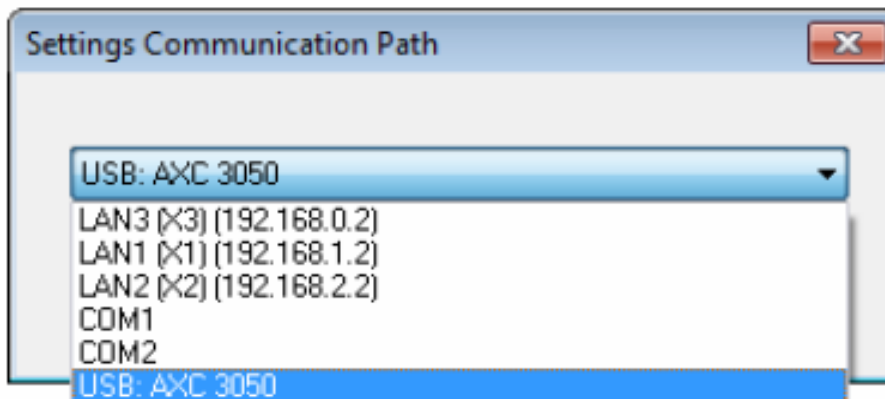 Settings Communication Path
USB: AXC 3050
LAN3 (X3) (192.168.0.2)
LAN1 (X1) (192.168.1.2)
LAN2 (X2) (192.168.2.2)
COM1
COM2
USB: AXC 3050